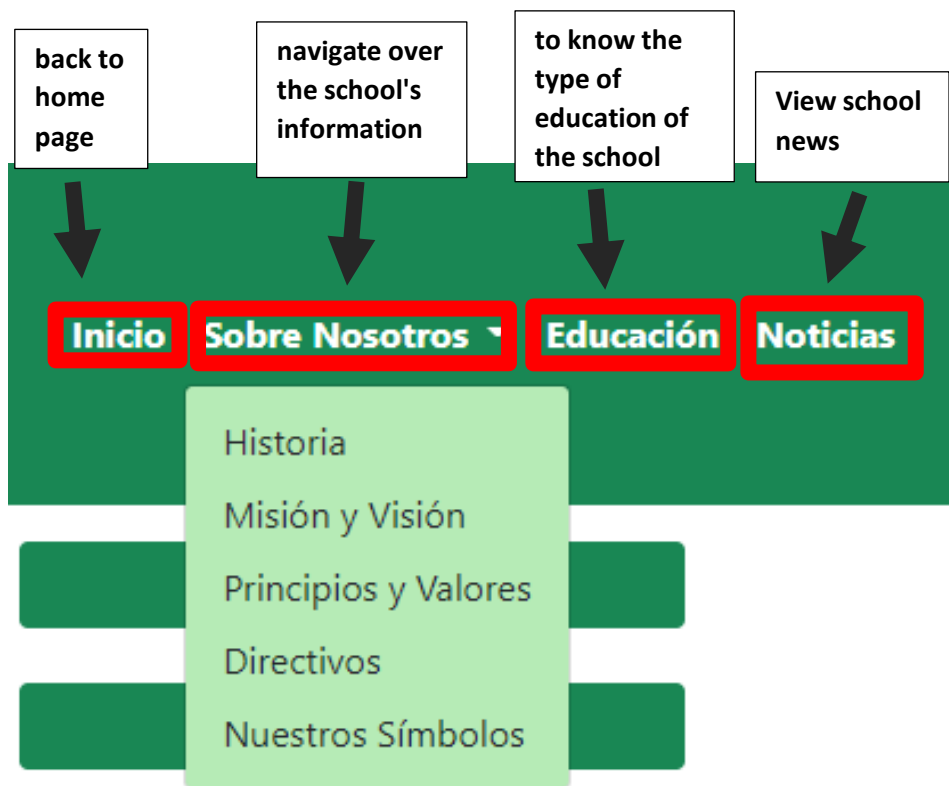 back to
home
page
navigate over
the school's
information
to know the
type of
education of
the school
View school
news
Inicio
Sobre Nosotros
Educación
Noticias
Historia
Misión y Visión
Principios y Valores
Directivos
Nuestros Símbolos